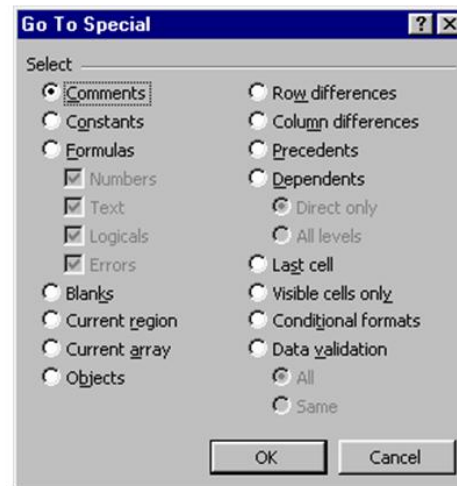 Go To Special
? ×
Select
Comments
Constants
Formulas
Numbers
Text
Logicals
Errors
Blanks
Current region
Current array
Objects
Row differences
Column differences
Precedents
Dependents
Direct only
All levels
Last cell
Visible cells only
Conditional formats
Data validation
All
Same
OK
Cancel